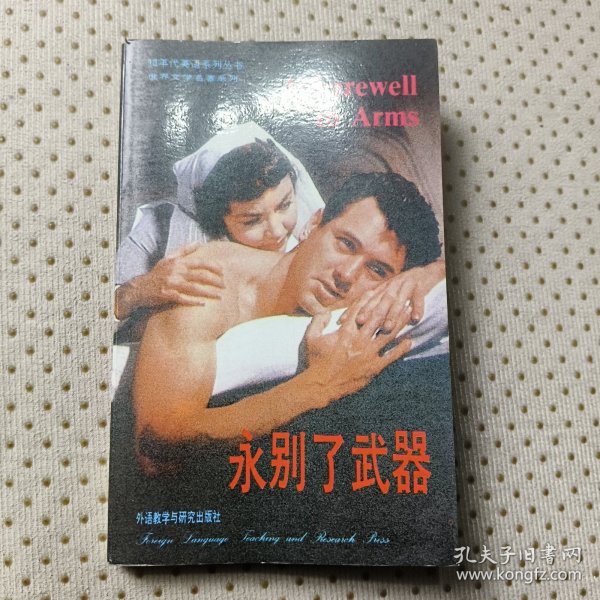 90年代英语系列丛书
世界文学名著系列
Farewell
to Arms
永别了武器
外语教学与研究出版社
Foreign Language Teaching and Research Press
孔夫子旧书网
www.kongfz.com